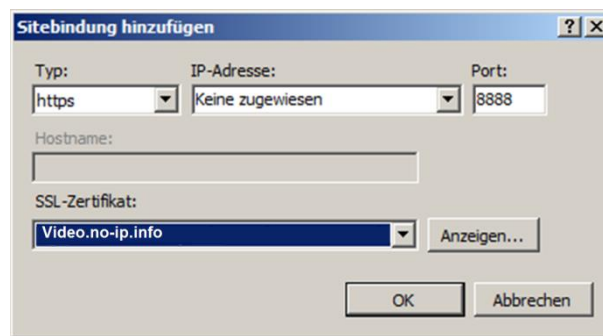 Sitebindung hinzufügen
Typ: IP-Adresse: Port:
https Keine zugewiesen 8888
Hostname:
SSL-Zertifikat:
Video.no-ip.info Anzeigen...
OK Abbrechen